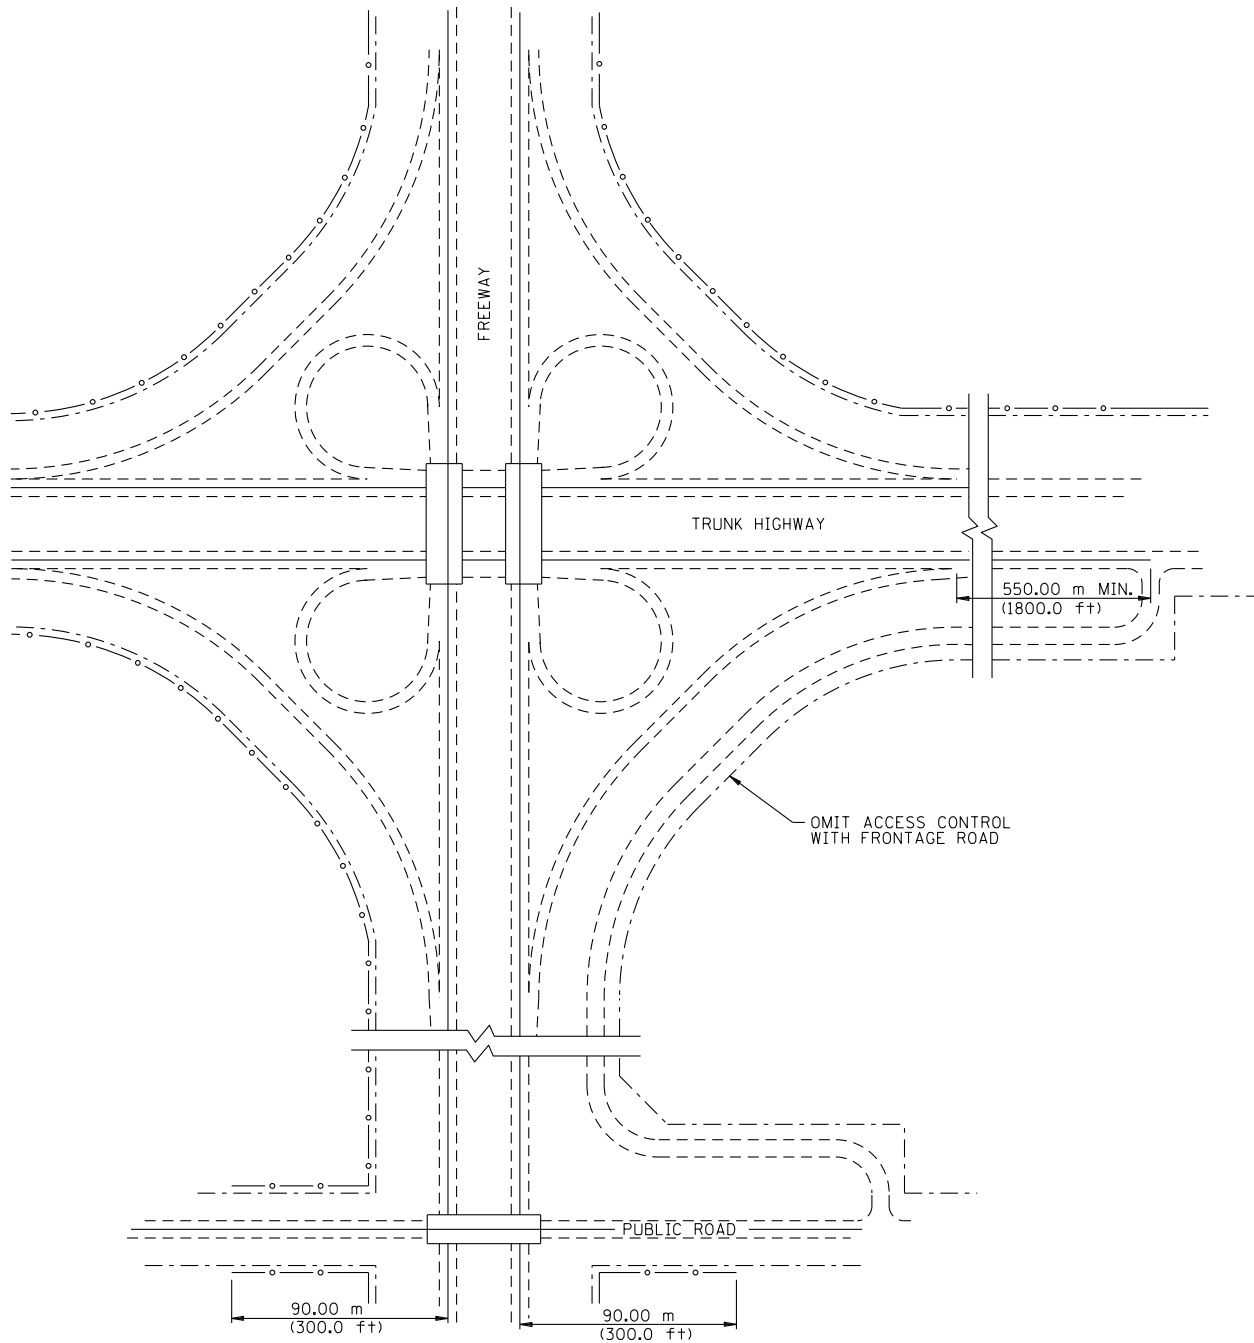 FREEWAY
TRUNK HIGHWAY
550.00 m MIN.
(1800.0 ft)
OMIT ACCESS CONTROL
WITH FRONTAGE ROAD
PUBLIC ROAD
90.00 m
(300.0 ft)
90.00 m
(300.0 ft)